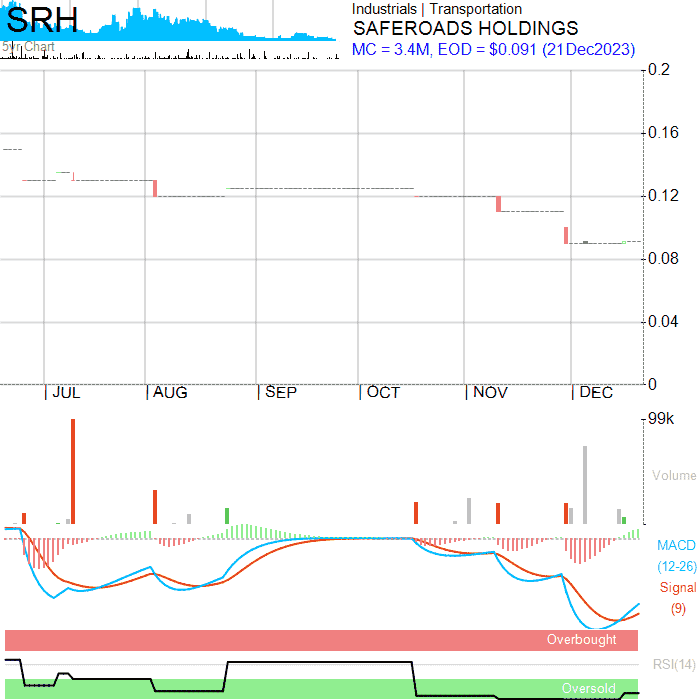 SRH
5yr Chart
Industrials | Transportation
SAFEROADS HOLDINGS
MC = 3.4M, EOD = $0.091 (21Dec2023)
0.2
0.16
0.12
0.08
0.04
0
JUL AUG SEP OCT NOV DEC
99k
Volume
MACD
(12-26)
Signal
(9)
Overbought
RSI(14)
Oversold